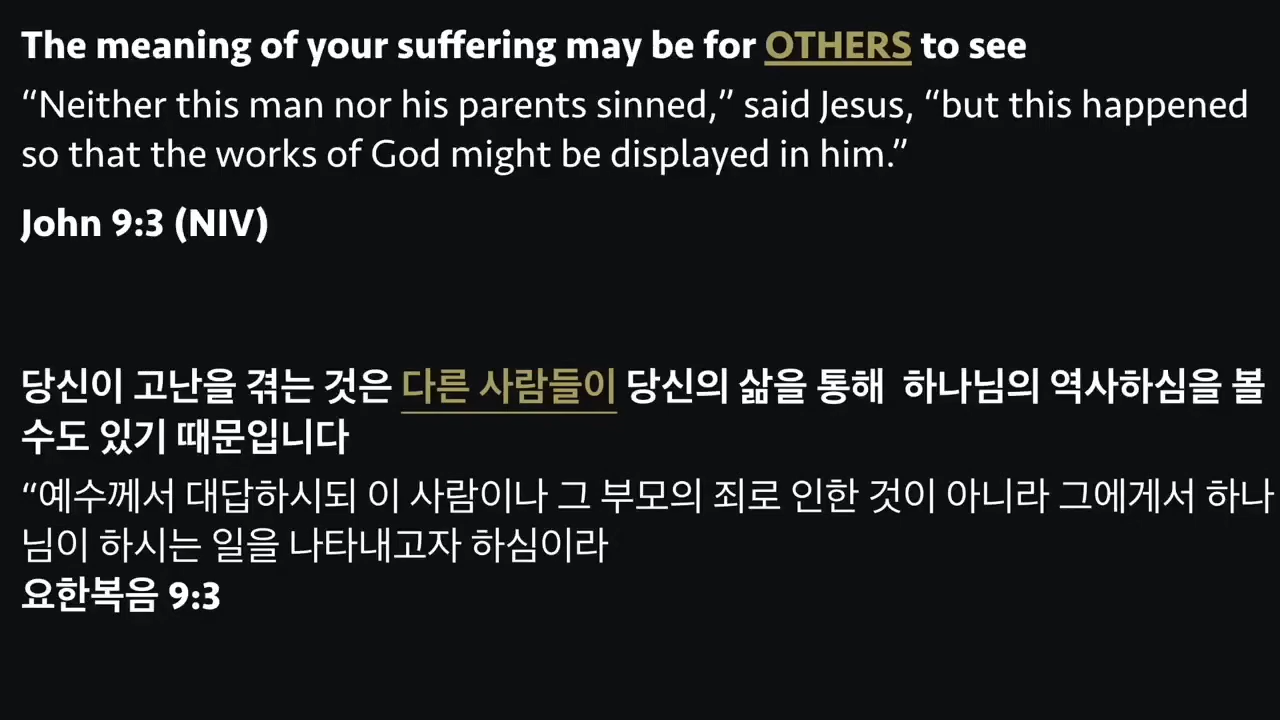 The meaning of your suffering may be for OTHERS to see
“Neither this man nor his parents sinned,” said Jesus, “but this happened
so that the works of God might be displayed in him.”
John 9:3 (NIV)
당신이 고난을 겪는 것은 다른 사람들이 당신의 삶을 통해 하나님의 역사하심을 볼
수도 있기 때문입니다
“예수께서 대답하시되 이 사람이나 그 부모의 죄로 인한 것이 아니라 그에게서 하나
님이 하시는 일을 나타내고자 하심이라
요한복음 9:3